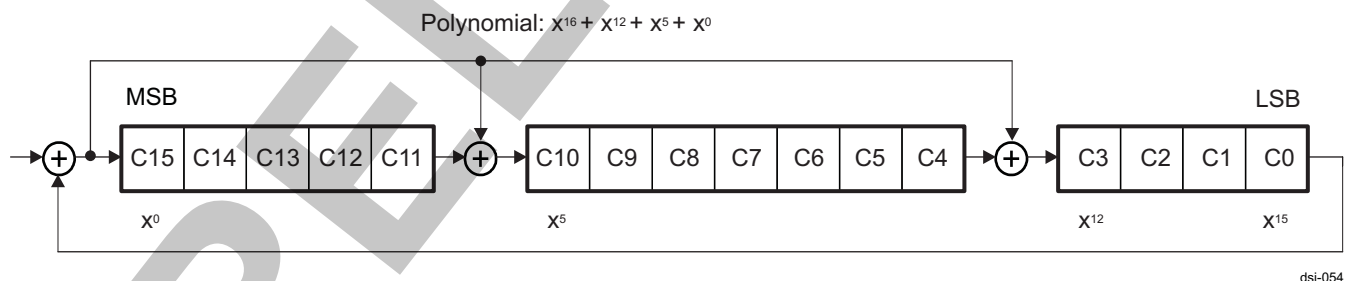 Polynomial: x16 + x12 + x5 + x0
MSB
LSB
+ C15 C14 C13 C12 C11 + C10 C9 C8 C7 C6 C5 C4 + C3 C2 C1 C0
x0 x5 x12 x15
dsi-054
PEL